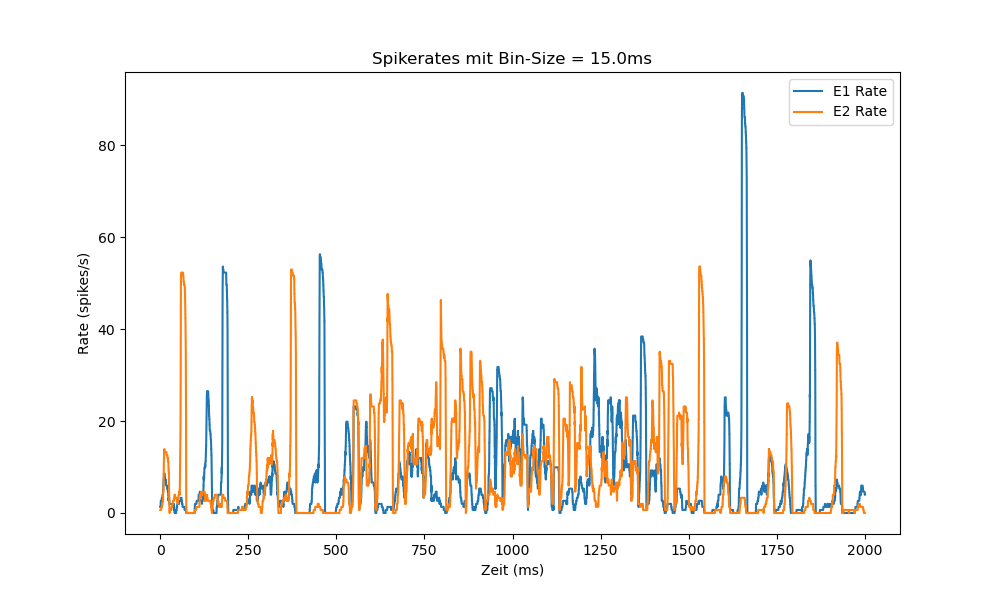 Spikerates mit Bin-Size = 15.0ms
E1 Rate
E2 Rate
Rate (spikes/s)
80
60
40
20
0
0 250 500 750 1000 1250 1500 1750 2000
Zeit (ms)